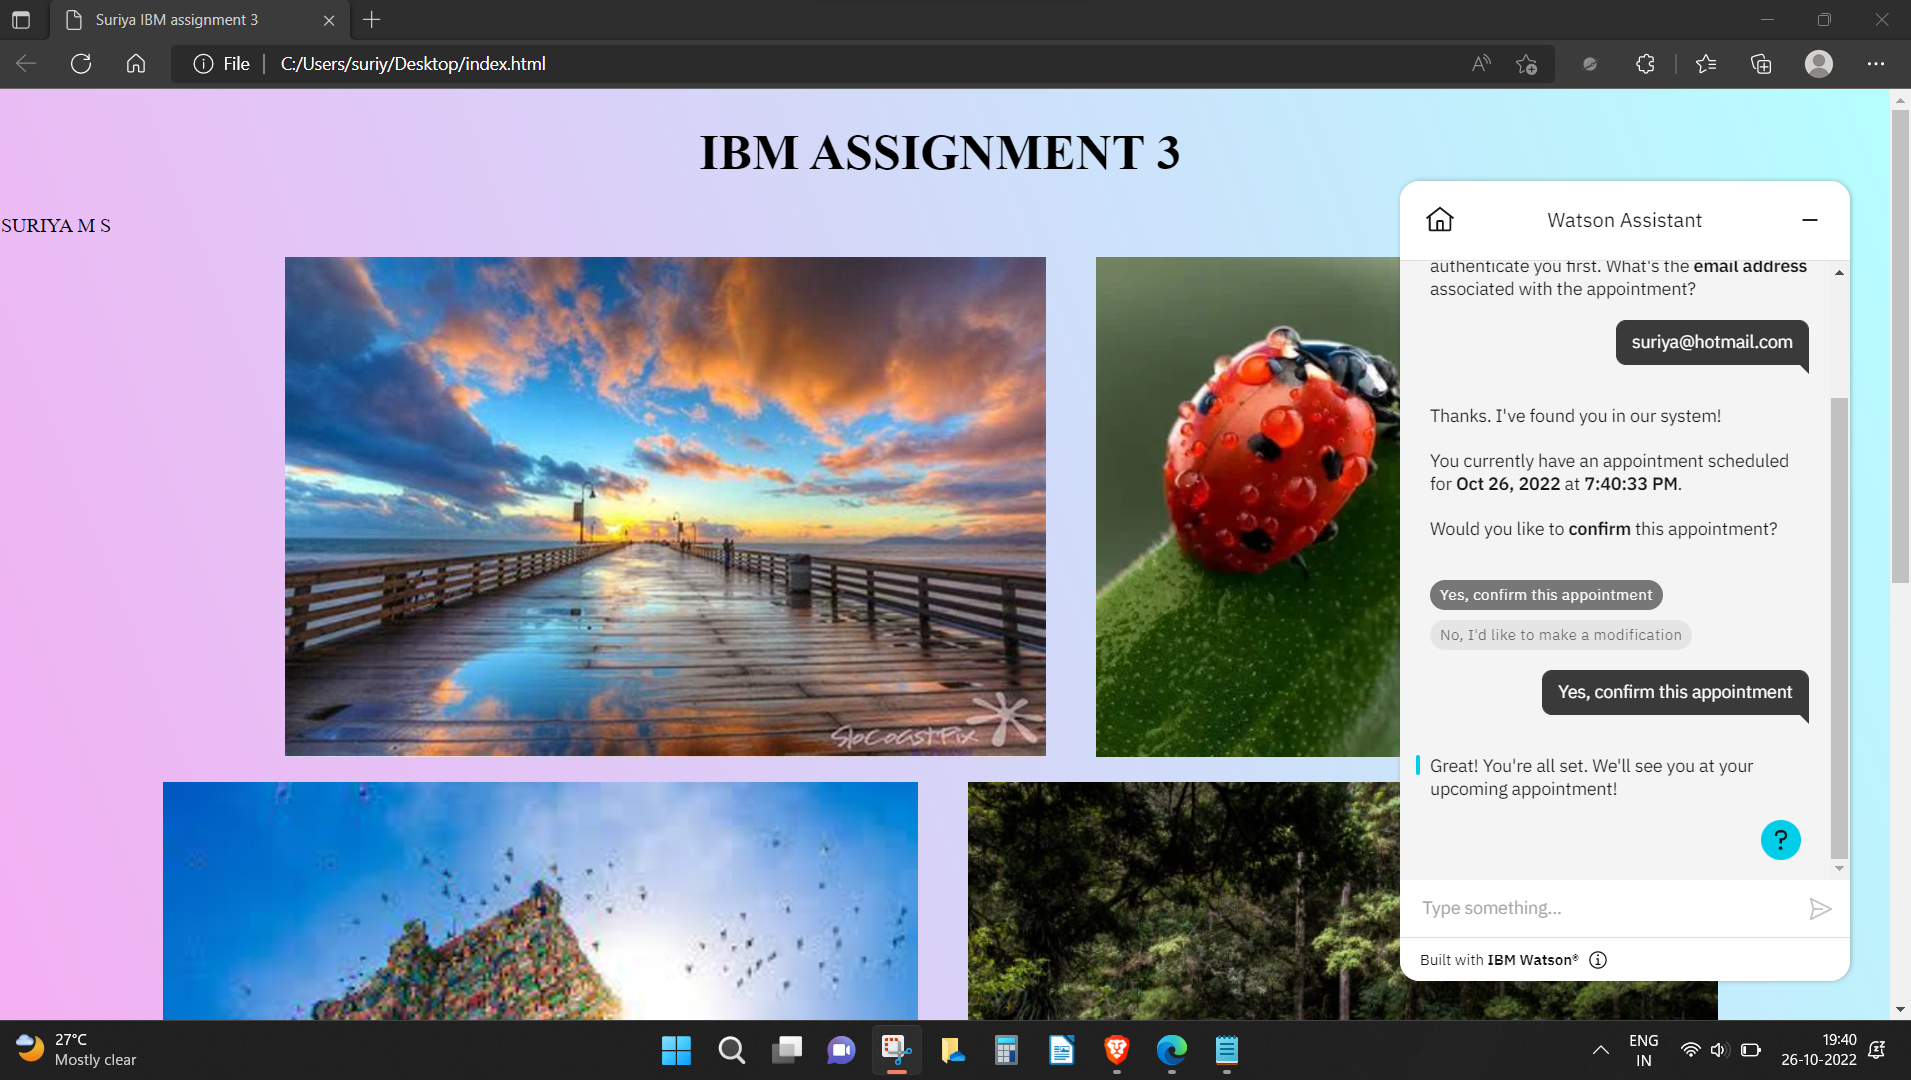 Suriya IBM assignment 3
File
C:/Users/suriy/Desktop/index.html
IBM ASSIGNMENT 3
SURIYA M S
SloCoastPix
Watson Assistant
authenticate you first. What's the email address
associated with the appointment?
suriya@hotmail.com
Thanks. I've found you in our system!
You currently have an appointment scheduled
for Oct 26, 2022 at 7:40:33 PM.
Would you like to confirm this appointment?
Yes, confirm this appointment
No, I'd like to make a modification
Yes, confirm this appointment
Great! You're all set. We'll see you at your
upcoming appointment!
?
Type something...
Built with IBM Watson®
27°C
Mostly clear
ENG
IN
19:40
26-10-2022